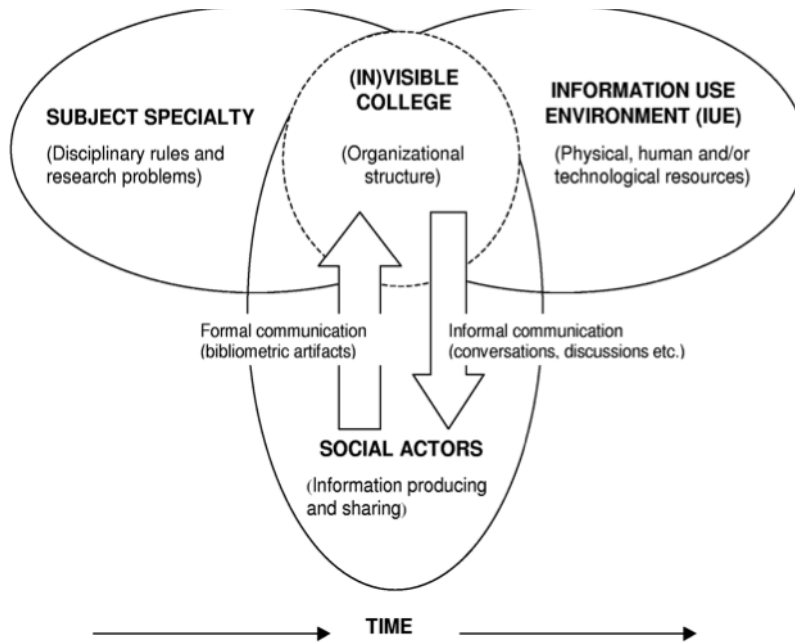 (IN)VISIBLE
COLLEGE
(Organizational
structure)
SUBJECT SPECIALTY
(Disciplinary rules and
research problems)
INFORMATION USE
ENVIRONMENT (IUE)
(Physical, human and/or
technological resources)
Formal communication
(bibliometric artifacts)
Informal communication
(conversations, discussions etc.)
SOCIAL ACTORS
(Information producing
and sharing)
TIME